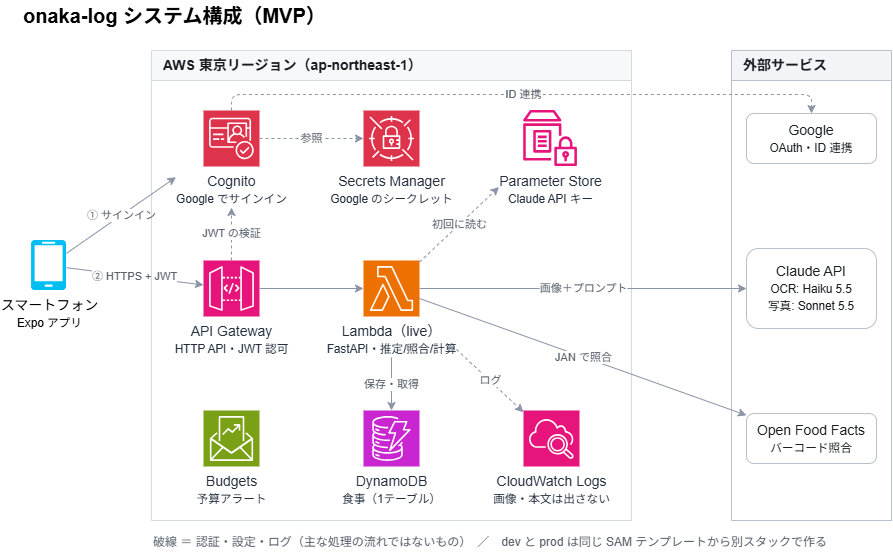 onaka-log システム構成（MVP）
AWS 東京リージョン（ap-northeast-1）
外部サービス
ID 連携
参照
Cognito
Google でサインイン
Secrets Manager
Google のシークレット
Parameter Store
Claude API キー
Google
OAuth・ID 連携
① サインイン
JWT の検証
初回に読む
② HTTPS + JWT
スマートフォン
Expo アプリ
API Gateway
HTTP API・JWT 認可
Lambda（live）
FastAPI・推定/照合/計算
画像＋プロンプト
Claude API
OCR: Haiku 5.5
写真: Sonnet 5.5
JAN で照合
保存・取得
ログ
Budgets
予算アラート
DynamoDB
食事（1テーブル）
CloudWatch Logs
画像・本文は出さない
Open Food Facts
バーコード照合
破線 ＝ 認証・設定・ログ（主な処理の流れではないもの） ／ dev と prod は同じ SAM テンプレートから別スタックで作る